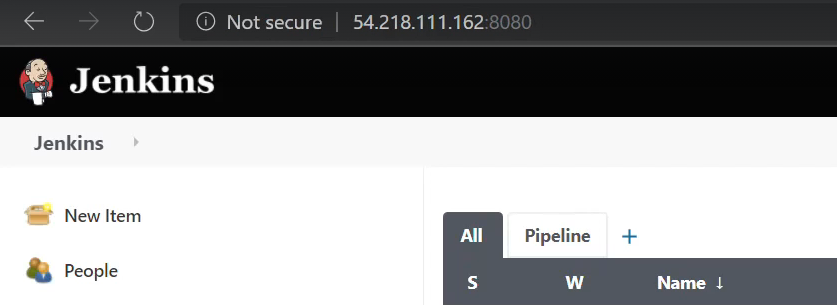 Not secure | 54.218.111.162:8080
Jenkins
Jenkins
New Item
People
All Pipeline +
S W Name ↓